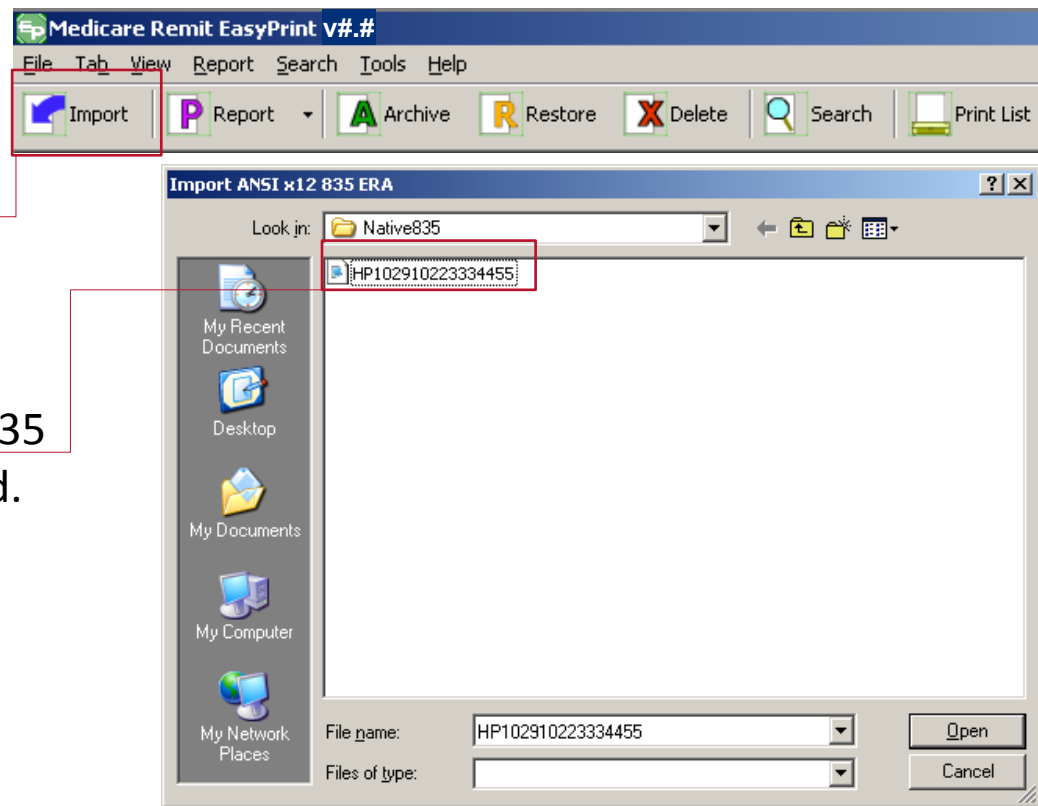 Medicare Remit EasyPrint v#.#
File Tab View Report Search Tools Help
Import Report Archive Restore Delete Search Print List
Import ANSI x12 835 ERA
Look in: Native835
HP102910223334455
My Recent
Documents
Desktop
35
d.
My Documents
My Computer
My Network
Places
File name: HP102910223334455 Open
Files of type: Cancel